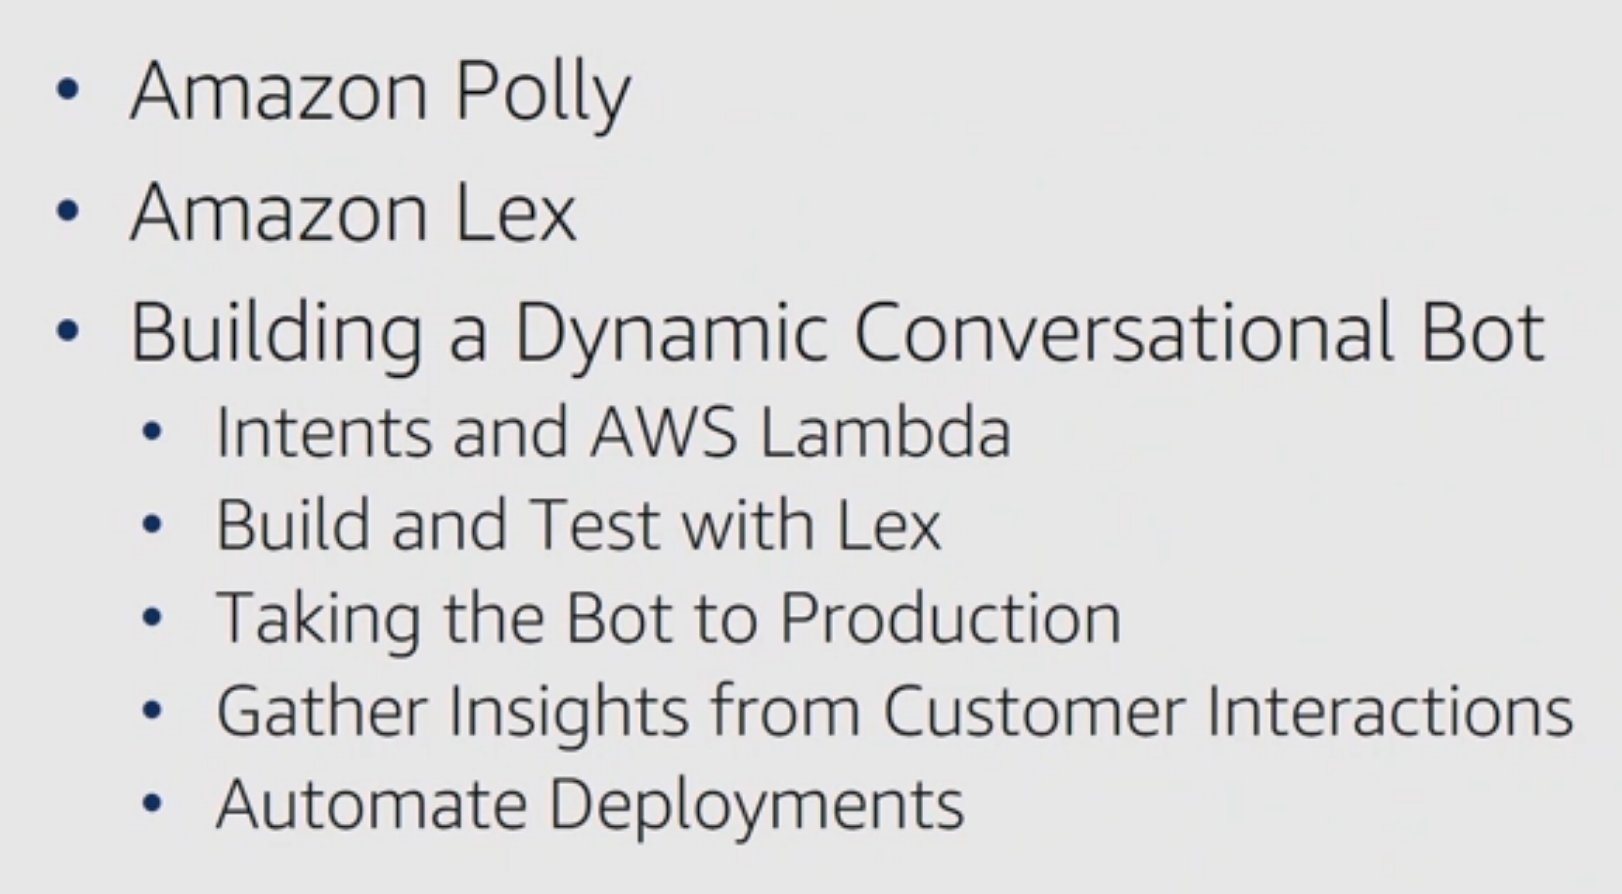 • Amazon Polly
• Amazon Lex
• Building a Dynamic Conversational Bot
• Intents and AWS Lambda
• Build and Test with Lex
• Taking the Bot to Production
• Gather Insights from Customer Interactions
• Automate Deployments